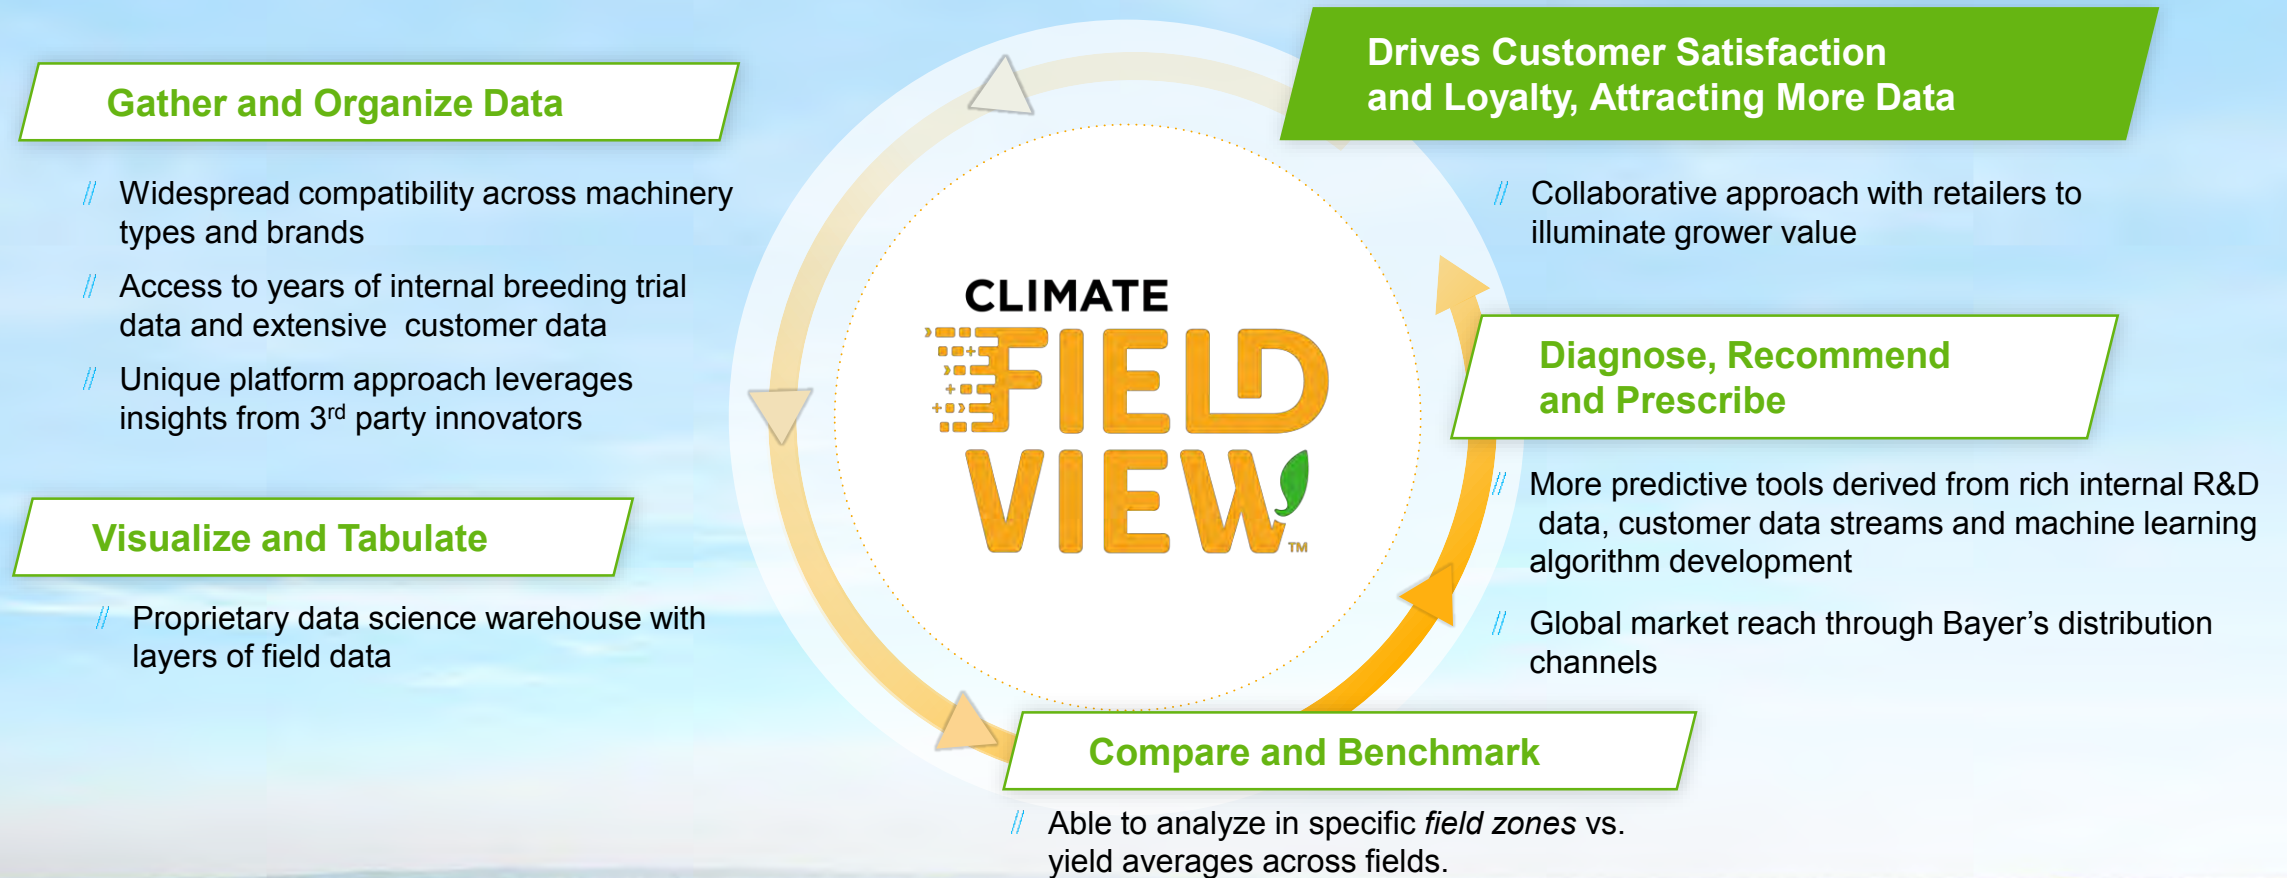 Gather and Organize Data
// Widespread compatibility across machinery
types and brands
// Access to years of internal breeding trial
data and extensive customer data
// Unique platform approach leverages
insights from 3rd party innovators
Visualize and Tabulate
// Proprietary data science warehouse with
layers of field data
CLIMATE
FIELD
VIEW™
Compare and Benchmark
// Able to analyze in specific field zones vs.
yield averages across fields.
Diagnose, Recommend
and Prescribe
// More predictive tools derived from rich internal R&D
data, customer data streams and machine learning
algorithm development
// Global market reach through Bayer’s distribution
channels
Drives Customer Satisfaction
and Loyalty, Attracting More Data
// Collaborative approach with retailers to
illuminate grower value